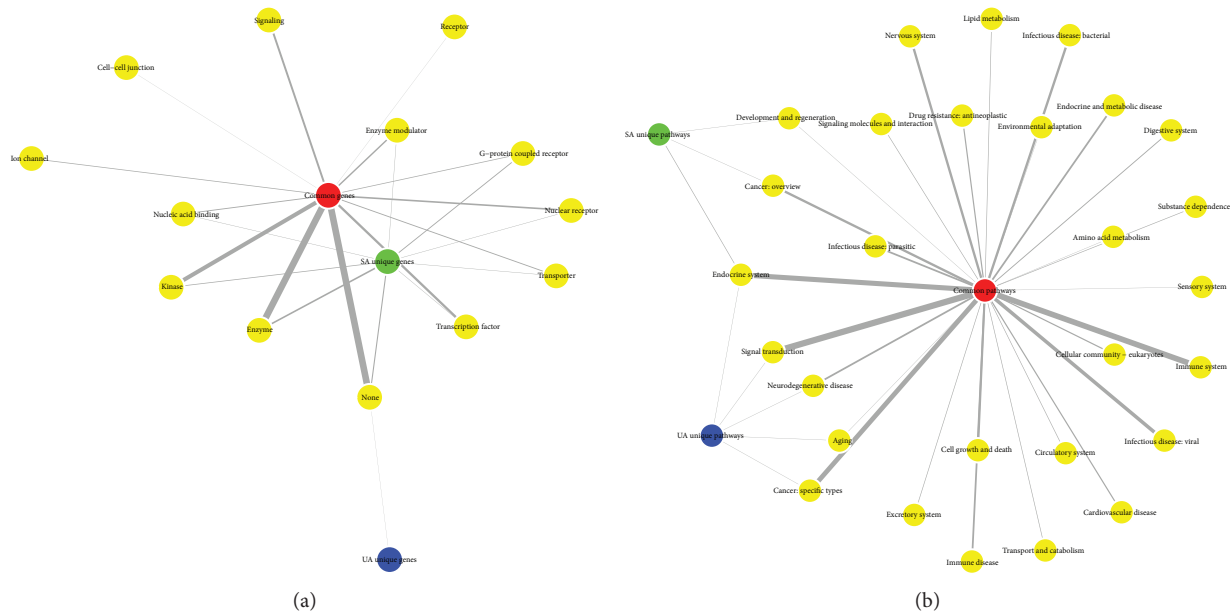 Signaling
Receptor
Cell–cell junction
Enzyme modulator
G–protein coupled receptor
Ion channel
Common genes
Nucleic acid binding
Nuclear receptor
SA unique genes
Transporter
Kinase
Enzyme
Transcription factor
None
UA unique genes
(a)
Lipid metabolism
Nervous system
Infectious disease: bacterial
Endocrine and metabolic disease
Development and regeneration
Signaling molecules and interaction
Drug resistance: antineoplastic
Environmental adaptation
Digestive system
SA unique pathways
Cancer: overview
Substance dependence
Infectious disease: parasitic
Amino acid metabolism
Endocrine system
Common pathways
Sensory system
Signal transduction
Cellular community – eukaryotes
Immune system
Neurodegenerative disease
UA unique pathways
Aging
Cell growth and death
Circulatory system
Infectious disease: viral
Cancer: specific types
Excretory system
Cardiovascular disease
Immune disease
Transport and catabolism
(b)